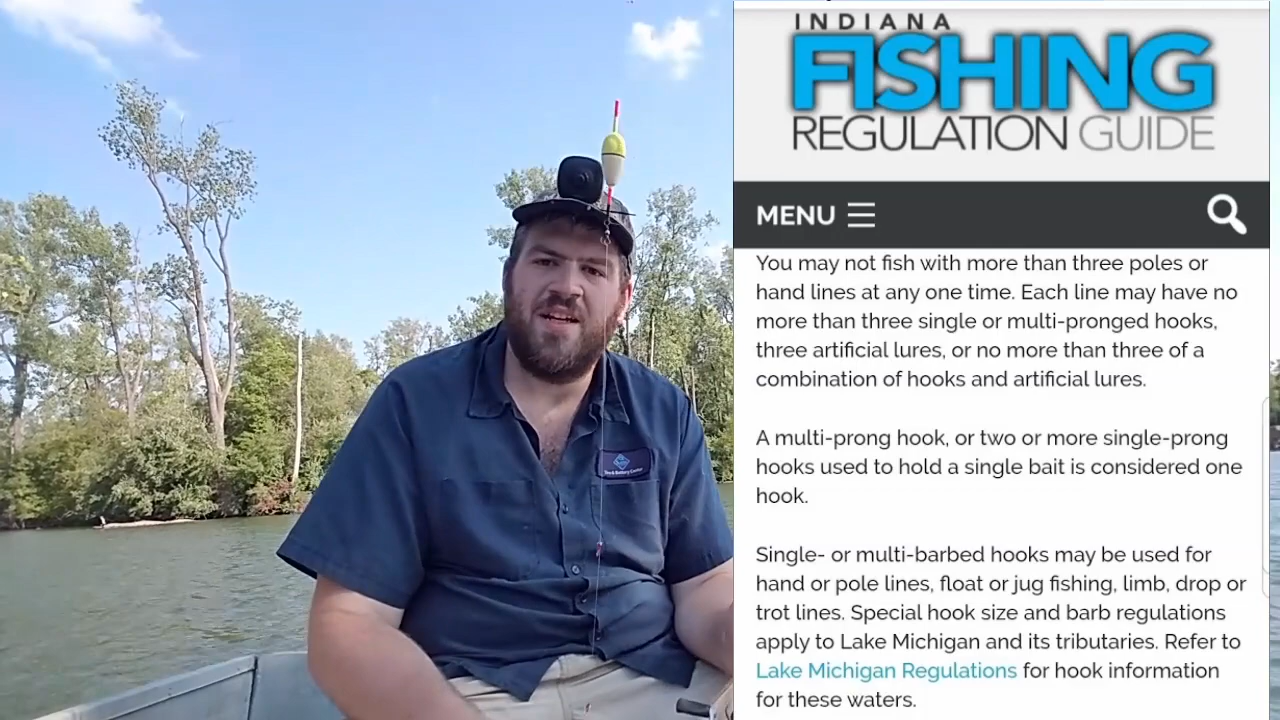 INDIANA
FISHING
REGULATION GUIDE
MENU
You may not fish with more than three poles or
hand lines at any one time. Each line may have no
more than three single or multi-pronged hooks,
three artificial lures, or no more than three of a
combination of hooks and artificial lures.
A multi-prong hook, or two or more single-prong
hooks used to hold a single bait is considered one
hook.
Single- or multi-barbed hooks may be used for
hand or pole lines, float or jug fishing, limb, drop or
trot lines. Special hook size and barb regulations
apply to Lake Michigan and its tributaries. Refer to
Lake Michigan Regulations for hook information
for these waters.